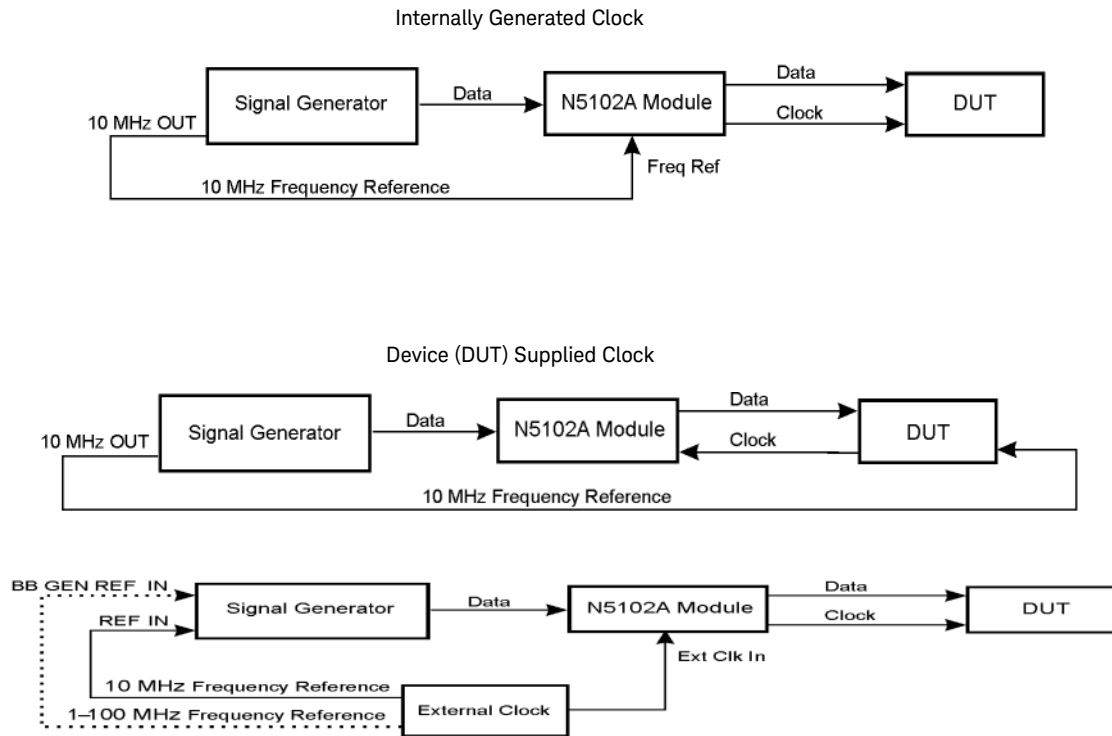 Internally Generated Clock
Signal Generator
Data
N5102A Module
Data
Clock
DUT
10 MHz OUT
Freq Ref
10 MHz Frequency Reference
Device (DUT) Supplied Clock
Signal Generator
Data
N5102A Module
Data
Clock
DUT
10 MHz OUT
10 MHz Frequency Reference
BB GEN REF IN
REF IN
Signal Generator
Data
N5102A Module
Data
Clock
DUT
Ext Clk In
10 MHz Frequency Reference
1–100 MHz Frequency Reference
External Clock